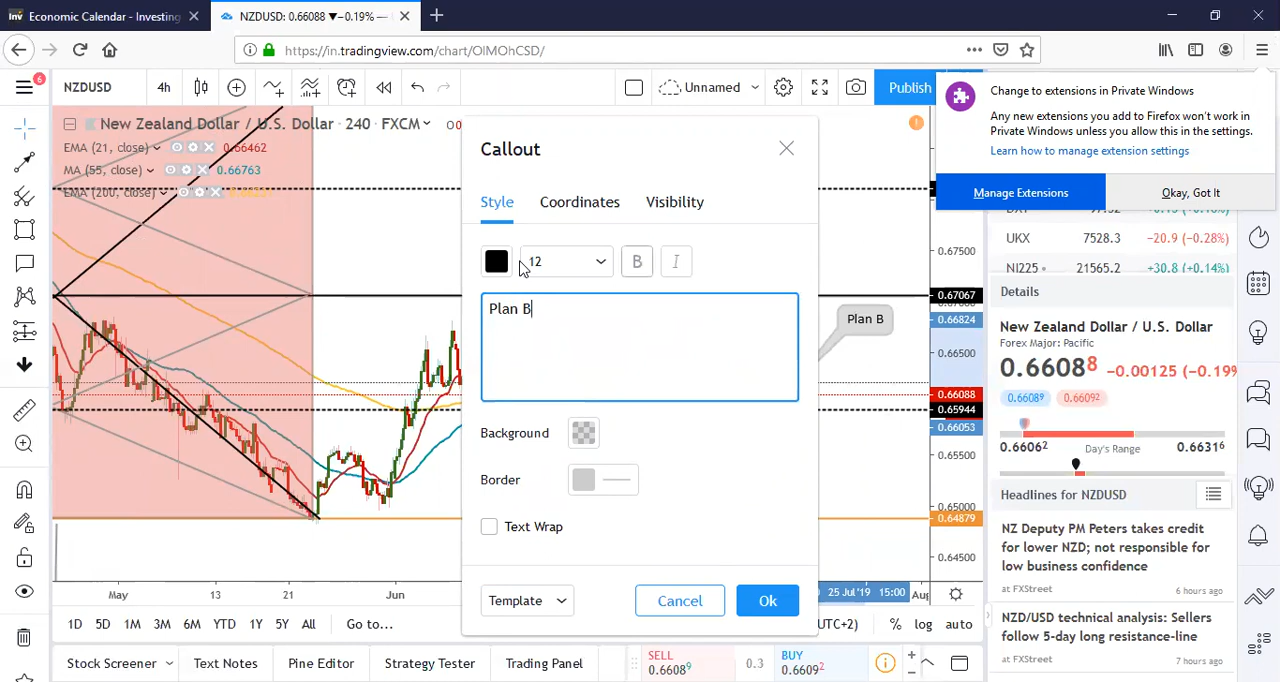 Economic Calendar - Investing
NZDUSD: 0.66088 ▼−0.19% —
https://in.tradingview.com/chart/OIMOhCSD/
6
NZDUSD
4h
Unnamed
Publish
Change to extensions in Private Windows
Any new extensions you add to Firefox won't work in
Private Windows unless you allow this in the settings.
Learn how to manage extension settings
Manage Extensions
Okay, Got It
New Zealand Dollar / U.S. Dollar · 240 · FXCM
EMA (21, close) 0.66462
MA (55, close) 0.66763
EMA (200, close)
Callout
Style
Coordinates
Visibility
12
B
I
Plan B
Background
Border
Text Wrap
Template
Cancel
Ok
Plan B
0.67500
0.67067
0.66824
0.66500
0.66088
0.65944
0.66053
0.65500
0.65000
0.64879
0.64500
May
13
21
Jun
25 Jul '19 15:00
Aug
1D 5D 1M 3M 6M YTD 1Y 5Y All
Go to...
(UTC+2)
% log auto
UKX 7528.3 −20.9 (−0.28%)
NI225 21565.2 +30.8 (+0.14%)
Details
New Zealand Dollar / U.S. Dollar
Forex Major: Pacific
0.66088 −0.00125 (−0.19%
0.66089 0.66092
0.66062 Day's Range 0.66316
Headlines for NZDUSD
NZ Deputy PM Peters takes credit
for lower NZD; not responsible for
business confidence
at FXStreet 6 hours ago
NZD/USD technical analysis: Sellers
follow 5-day long resistance-line
at FXStreet 7 hours ago
Stock Screener
Text Notes
Pine Editor
Strategy Tester
Trading Panel
SELL
0.66089
0.3
BUY
0.66092